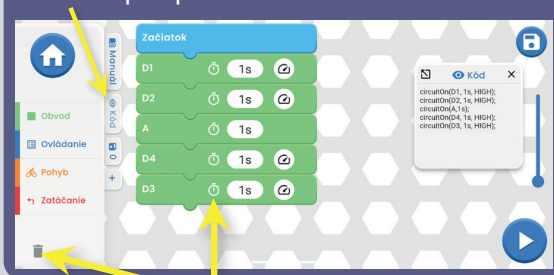 Začiatok
D1 1s
D2 1s
A 1s
D4 1s
D3 1s
Manuál
Kód
0
+
Obvod
Ovládanie
Pohyb
Zatáčanie
Kód ×
circuitOn(D1, 1s, HIGH);
circuitOn(D2, 1s, HIGH);
circuitOn(A,1s);
circuitOn(D4, 1s, HIGH);
circuitOn(D3, 1s, HIGH);